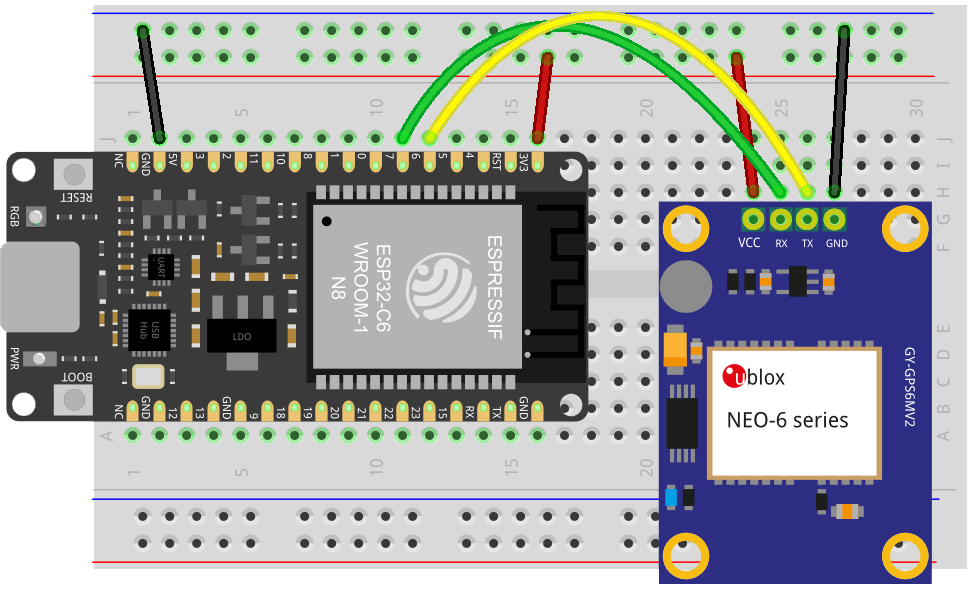 1 5 10 15 20 25 30
J
I
H
G
F
E
D
C
B
A
NC GND 5V 3 2 11 10 8 1 0 7 6 5 4 RST 3V3
RESET
RGB
UART
USB
Hub
LDO
PWR
BOOT
ESPRESSIF
ESP32-C6
WROOM-1
N8
NC GND 12 13 GND 9 18 19 20 21 22 23 15 RX TX GND
J
A
1 5 10 15 20
VCC RX TX GND
ublox
NEO-6 series
GY-GPS6MV2